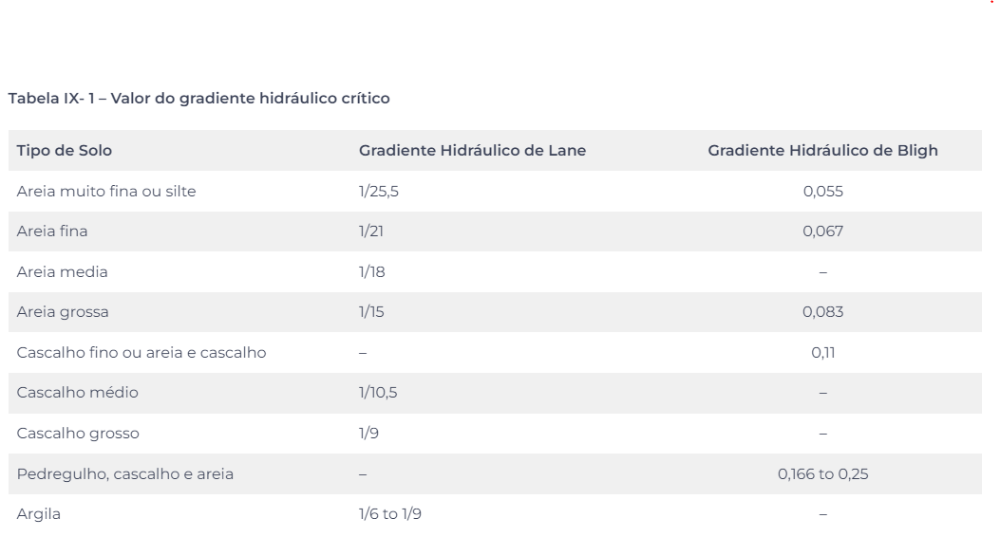 Tabela IX- 1 – Valor do gradiente hidráulico crítico
Tipo de Solo Gradiente Hidráulico de Lane Gradiente Hidráulico de Bligh
Areia muito fina ou silte 1/25,5 0,055
Areia fina 1/21 0,067
Areia media 1/18 –
Areia grossa 1/15 0,083
Cascalho fino ou areia e cascalho – 0,11
Cascalho médio 1/10,5 –
Cascalho grosso 1/9 –
Pedregulho, cascalho e areia – 0,166 to 0,25
Argila 1/6 to 1/9 –